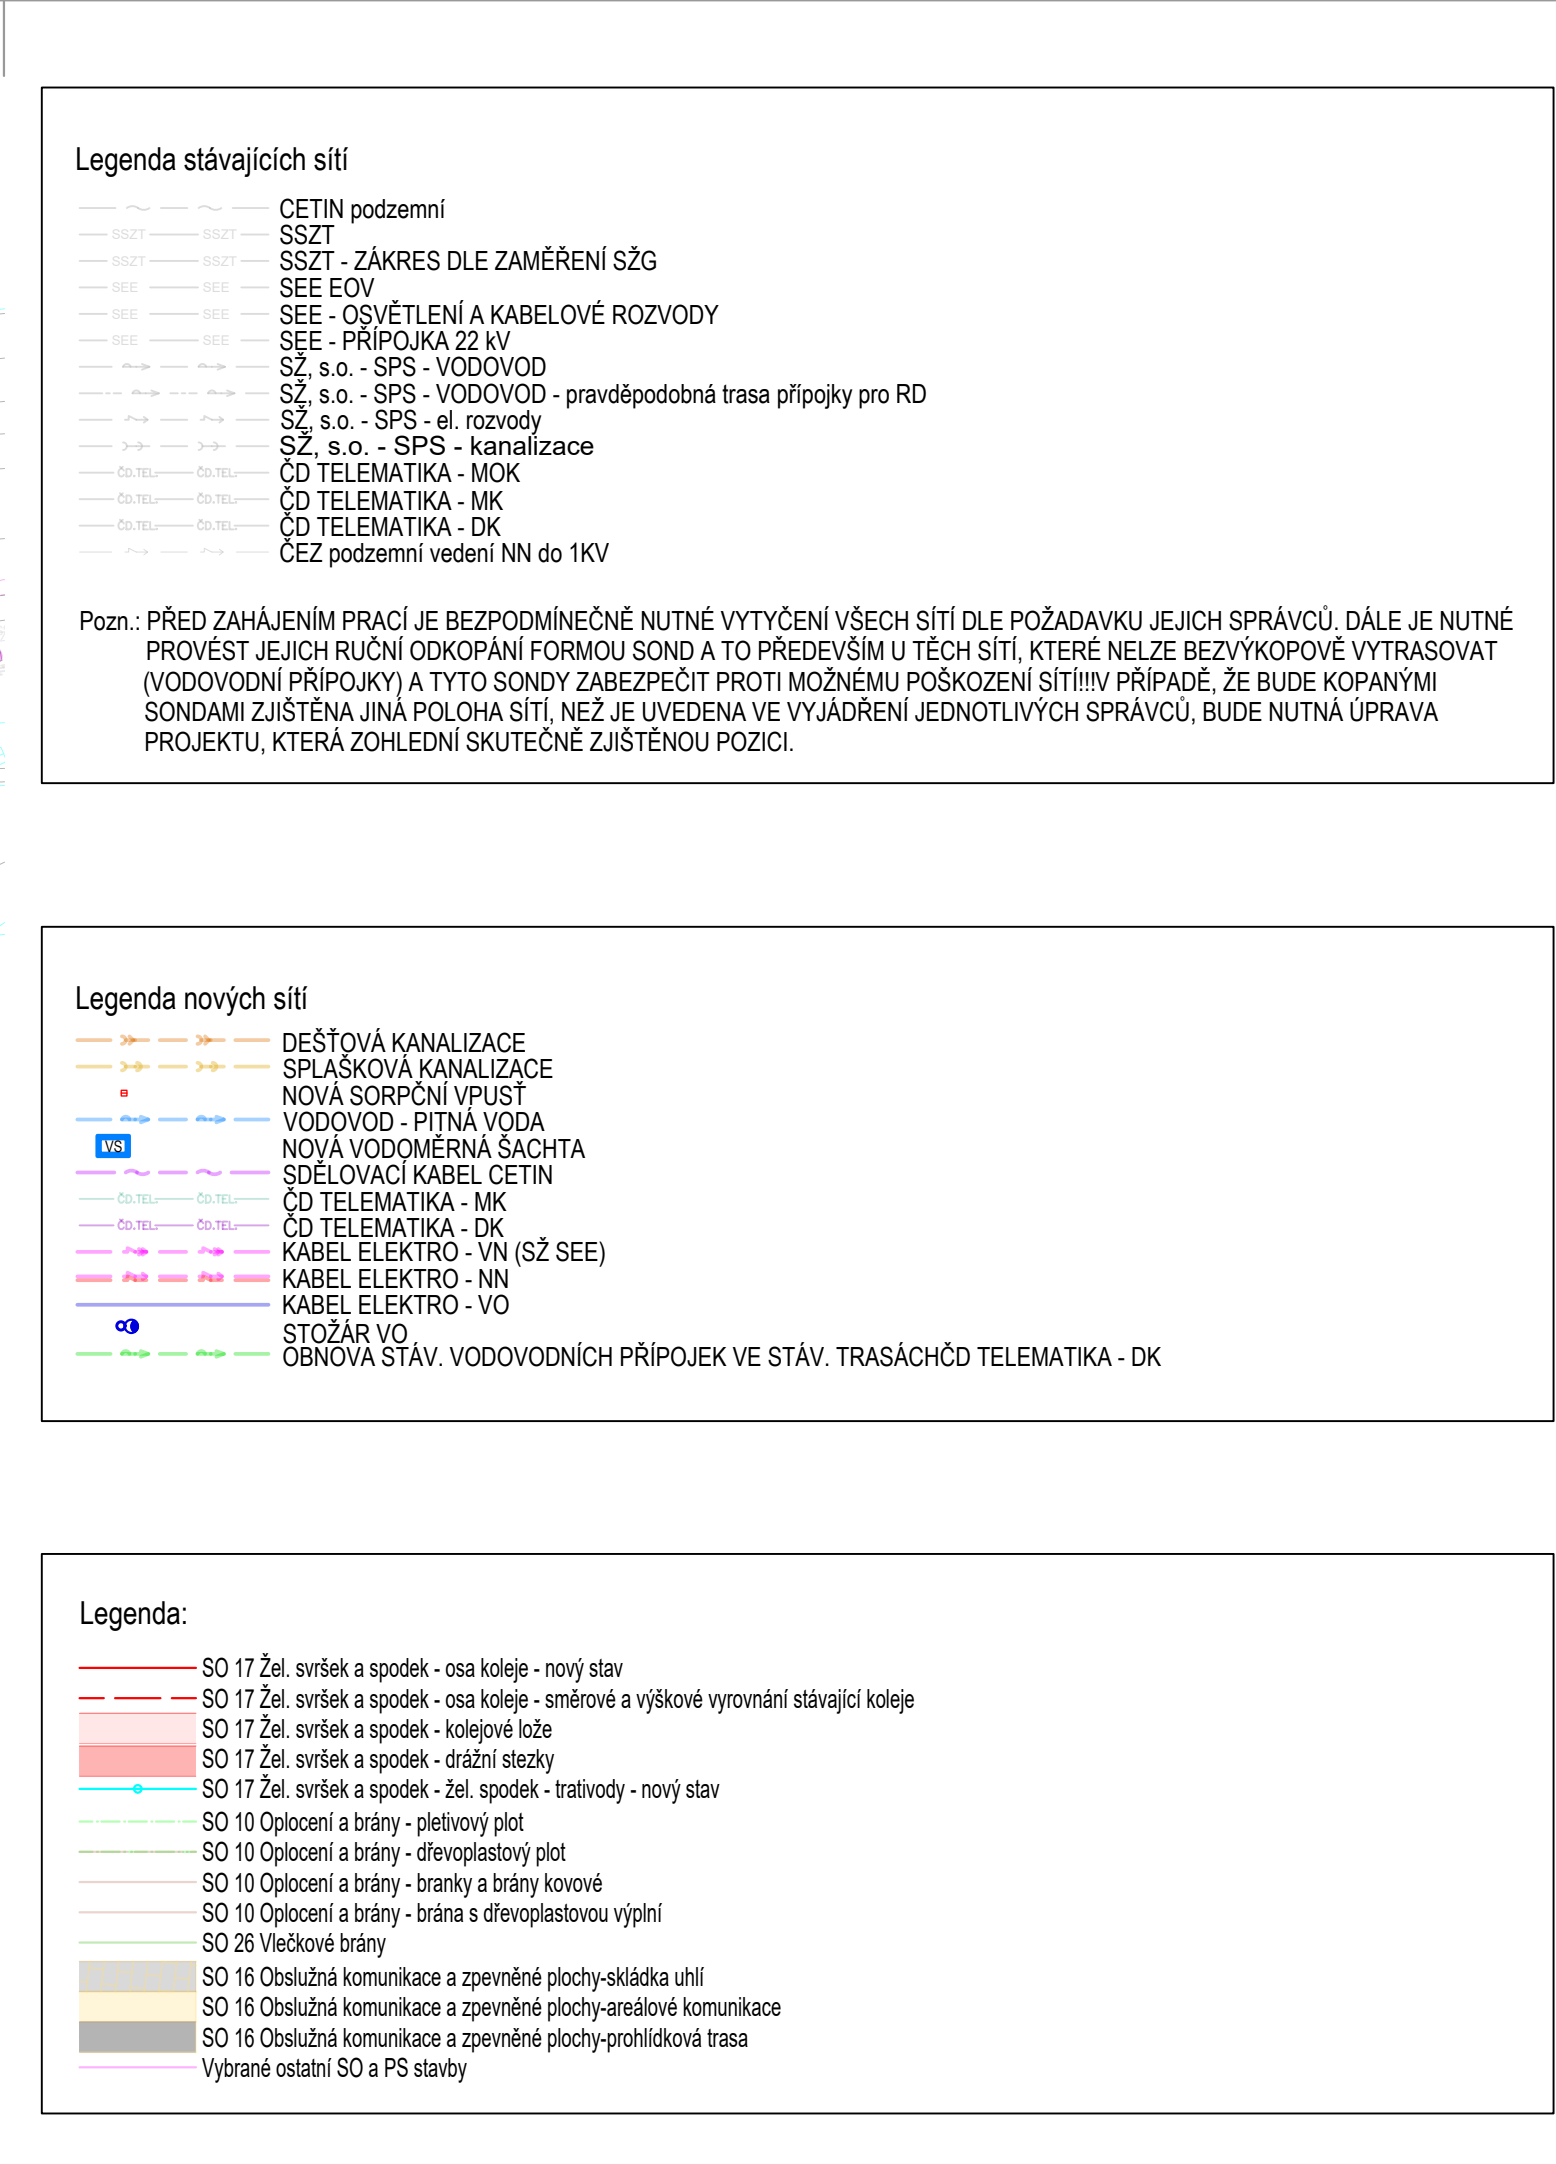 Legenda stávajících sítí
CETIN podzemní
SSZT SSZT SSZT
SSZT SSZT SSZT - ZÁKRES DLE ZAMĚŘENÍ SŽG
SEE SEE SEE EOV
SEE SEE SEE - OSVĚTLENÍ A KABELOVÉ ROZVODY
SEE SEE SEE - PŘÍPOJKA 22 kV
SŽ, s.o. - SPS - VODOVOD
SŽ, s.o. - SPS - VODOVOD - pravděpodobná trasa přípojky pro RD
SŽ, s.o. - SPS - el. rozvody
SŽ, s.o. - SPS - kanalizace
ČD.TEL. ČD.TEL. ČD TELEMATIKA - MOK
ČD.TEL. ČD.TEL. ČD TELEMATIKA - MK
ČD.TEL. ČD.TEL. ČD TELEMATIKA - DK
ČEZ podzemní vedení NN do 1KV
Pozn.: PŘED ZAHÁJENÍM PRACÍ JE BEZPODMÍNEČNĚ NUTNÉ VYTYČENÍ VŠECH SÍTÍ DLE POŽADAVKU JEJICH SPRÁVCŮ. DÁLE JE NUTNÉ
PROVÉST JEJICH RUČNÍ ODKOPÁNÍ FORMOU SOND A TO PŘEDEVŠÍM U TĚCH SÍTÍ, KTERÉ NELZE BEZVÝKOPOVĚ VYTRASOVAT
(VODOVODNÍ PŘÍPOJKY) A TYTO SONDY ZABEZPEČIT PROTI MOŽNÉMU POŠKOZENÍ SÍTÍ!!!V PŘÍPADĚ, ŽE BUDE KOPANÝMI
SONDAMI ZJIŠTĚNA JINÁ POLOHA SÍTÍ, NEŽ JE UVEDENA VE VYJÁDŘENÍ JEDNOTLIVÝCH SPRÁVCŮ, BUDE NUTNÁ ÚPRAVA
PROJEKTU, KTERÁ ZOHLEDNÍ SKUTEČNĚ ZJIŠTĚNOU POZICI.
Legenda nových sítí
DEŠŤOVÁ KANALIZACE
SPLAŠKOVÁ KANALIZACE
NOVÁ SORPČNÍ VPUSŤ
VODOVOD - PITNÁ VODA
VŠ NOVÁ VODOMĚRNÁ ŠACHTA
SDĚLOVACÍ KABEL CETIN
ČD.TEL. ČD.TEL. ČD TELEMATIKA - MK
ČD.TEL. ČD.TEL. ČD TELEMATIKA - DK
KABEL ELEKTRO - VN (SŽ SEE)
KABEL ELEKTRO - NN
KABEL ELEKTRO - VO
STOŽÁR VO
OBNOVA STÁV. VODOVODNÍCH PŘÍPOJEK VE STÁV. TRASÁCHČD TELEMATIKA - DK
Legenda:
SO 17 Žel. svršek a spodek - osa koleje - nový stav
SO 17 Žel. svršek a spodek - osa koleje - směrové a výškové vyrovnání stávající koleje
SO 17 Žel. svršek a spodek - kolejové lože
SO 17 Žel. svršek a spodek - drážní stezky
SO 17 Žel. svršek a spodek - žel. spodek - trativody - nový stav
SO 10 Oplocení a brány - pletivový plot
SO 10 Oplocení a brány - dřevoplastový plot
SO 10 Oplocení a brány - branky a brány kovové
SO 10 Oplocení a brány - brána s dřevoplastovou výplní
SO 26 Vlečkové brány
SO 16 Obslužná komunikace a zpevněné plochy-skládka uhlí
SO 16 Obslužná komunikace a zpevněné plochy-areálové komunikace
SO 16 Obslužná komunikace a zpevněné plochy-prohlídková trasa
Vybrané ostatní SO a PS stavby